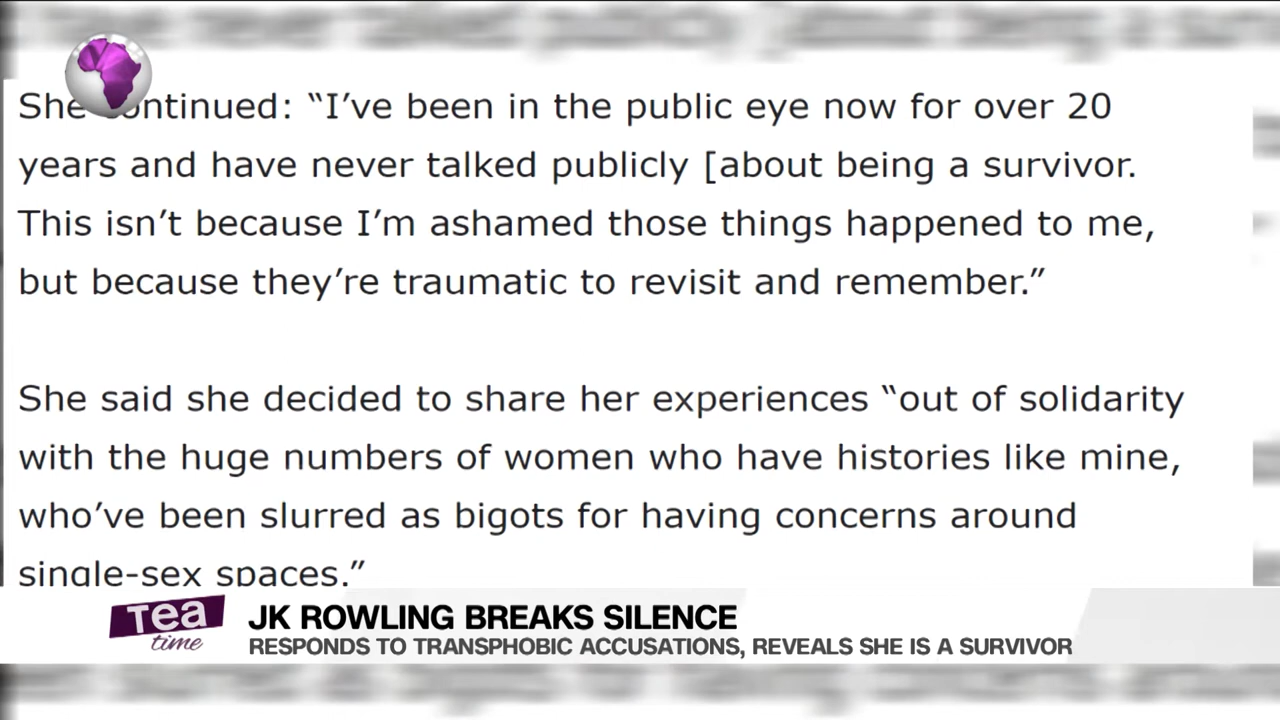 She continued: “I’ve been in the public eye now for over 20
years and have never talked publicly [about being a survivor.
This isn’t because I’m ashamed those things happened to me,
but because they’re traumatic to revisit and remember.”
She said she decided to share her experiences “out of solidarity
with the huge numbers of women who have histories like mine,
who’ve been slurred as bigots for having concerns around
single-sex spaces.”
Tea
time
JK ROWLING BREAKS SILENCE
RESPONDS TO TRANSPHOBIC ACCUSATIONS, REVEALS SHE IS A SURVIVOR